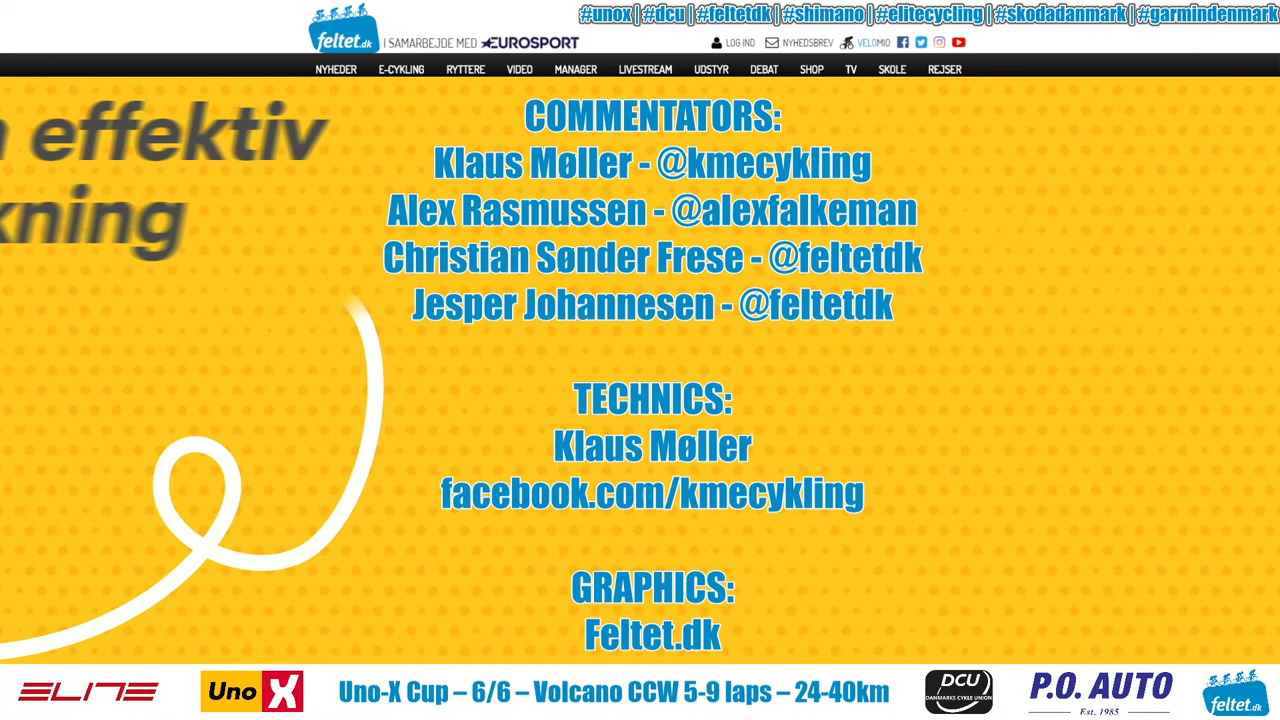 #unox | #dcu | #feltetdk | #shimano | #elitecycling | #skodadanmark | #garmindenmark
feltet.dk I SAMARBEJDE MED EUROSPORT LOG IND NYHEDSBREV VELOMIO
NYHEDER E-CYKLING RYTTERE VIDEO MANAGER LIVESTREAM UDSTYR DEBAT SHOP TV SKOLE REJSER
effektiv
COMMENTATORS:
Klaus Møller - @kmecykling
Alex Rasmussen - @alexfalkeman
Christian Sønder Frese - @feltetdk
Jesper Johannesen - @feltetdk
TECHNICS:
Klaus Møller
facebook.com/kmecykling
GRAPHICS:
Feltet.dk
ELITE Uno X Uno-X Cup – 6/6 – Volcano CCW 5-9 laps – 24-40km DCU DANMARKS CYKLE UNION P.O. AUTO Est. 1985 feltet.dk